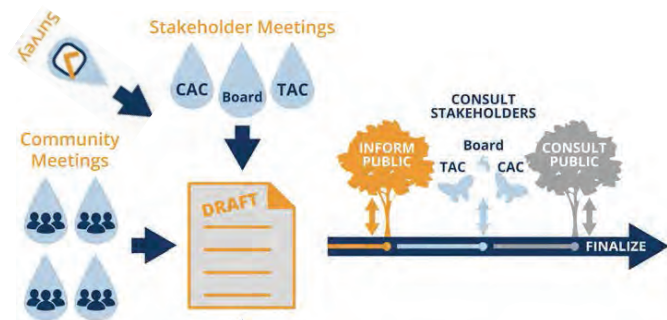 Survey
Stakeholder Meetings
CAC
Board
TAC
Community
Meetings
DRAFT
CONSULT
STAKEHOLDERS
INFORM
PUBLIC
Board
TAC
CAC
CONSULT
PUBLIC
FINALIZE